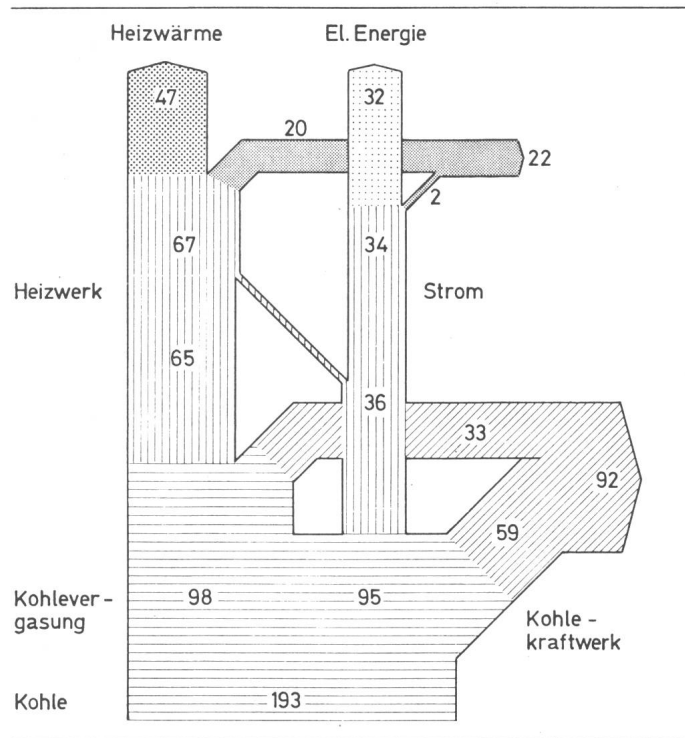 Heizwärme El. Energie
47 32
20
22
2
67 34
Heizwerk Strom
65
36
33
92
59
Kohlever-
gasung
98 95
Kohle-
kraftwerk
Kohle 193